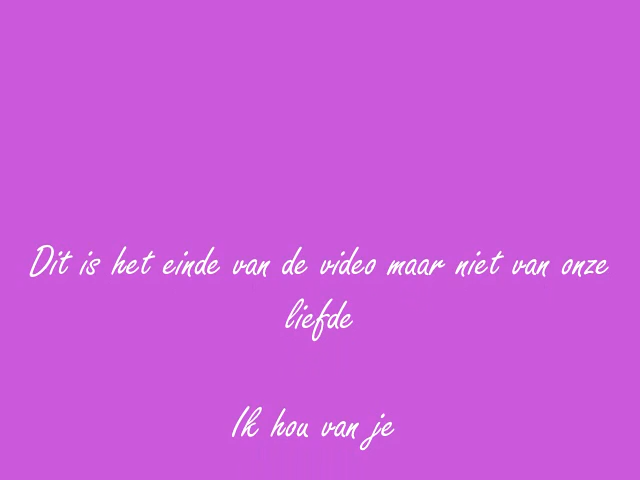 Dit is het einde van de video maar niet van onze
liefde
Ik hou van je